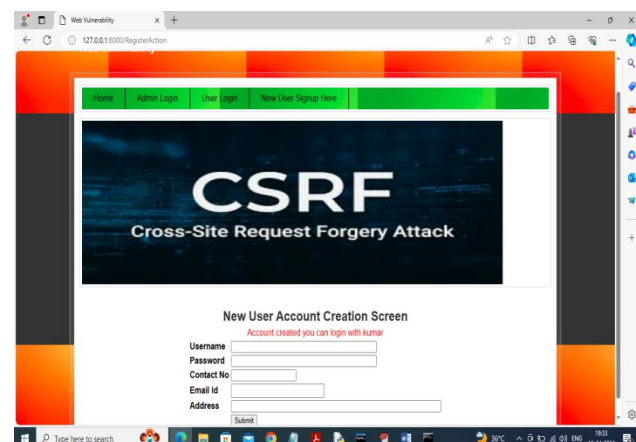 Web Vulnerability
127.0.0.1:8000/RegisterAction
Home Admin Login User Login New User Signup Here
CSRF
Cross-Site Request Forgery Attack
New User Account Creation Screen
Account created you can login with kumar
Username
Password
Contact No
Email Id
Address
Submit
Type here to search
36°C ENG 19:33